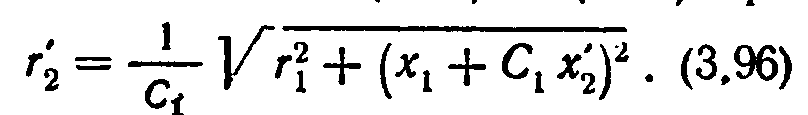 r′₂ = 1/C₁ √(r₁² + (x₁ + C₁ x′₂)²) . (3.96)